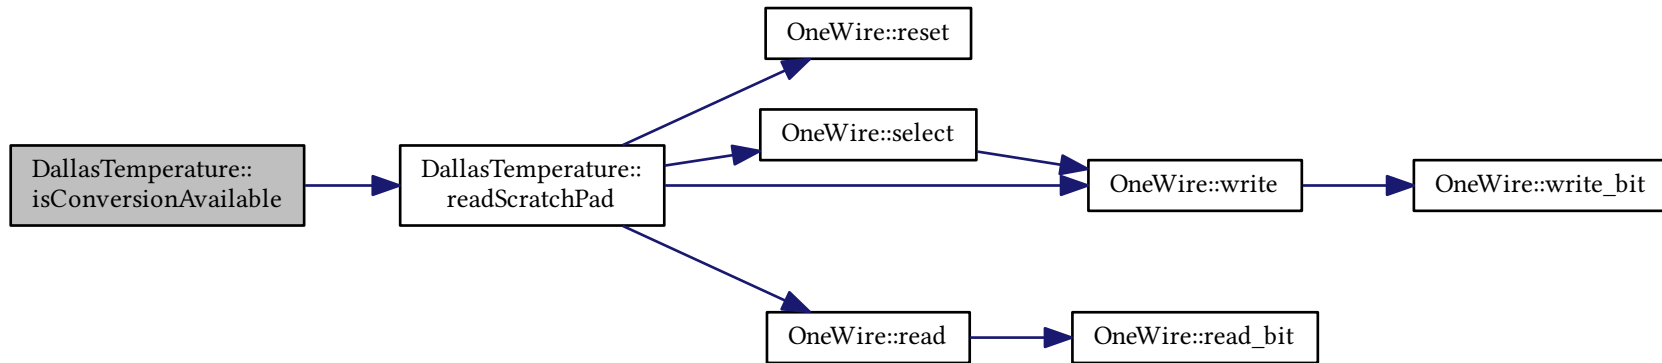 DallasTemperature::
isConversionAvailable
DallasTemperature::
readScratchPad
OneWire::reset
OneWire::select
OneWire::write
OneWire::write_bit
OneWire::read
OneWire::read_bit